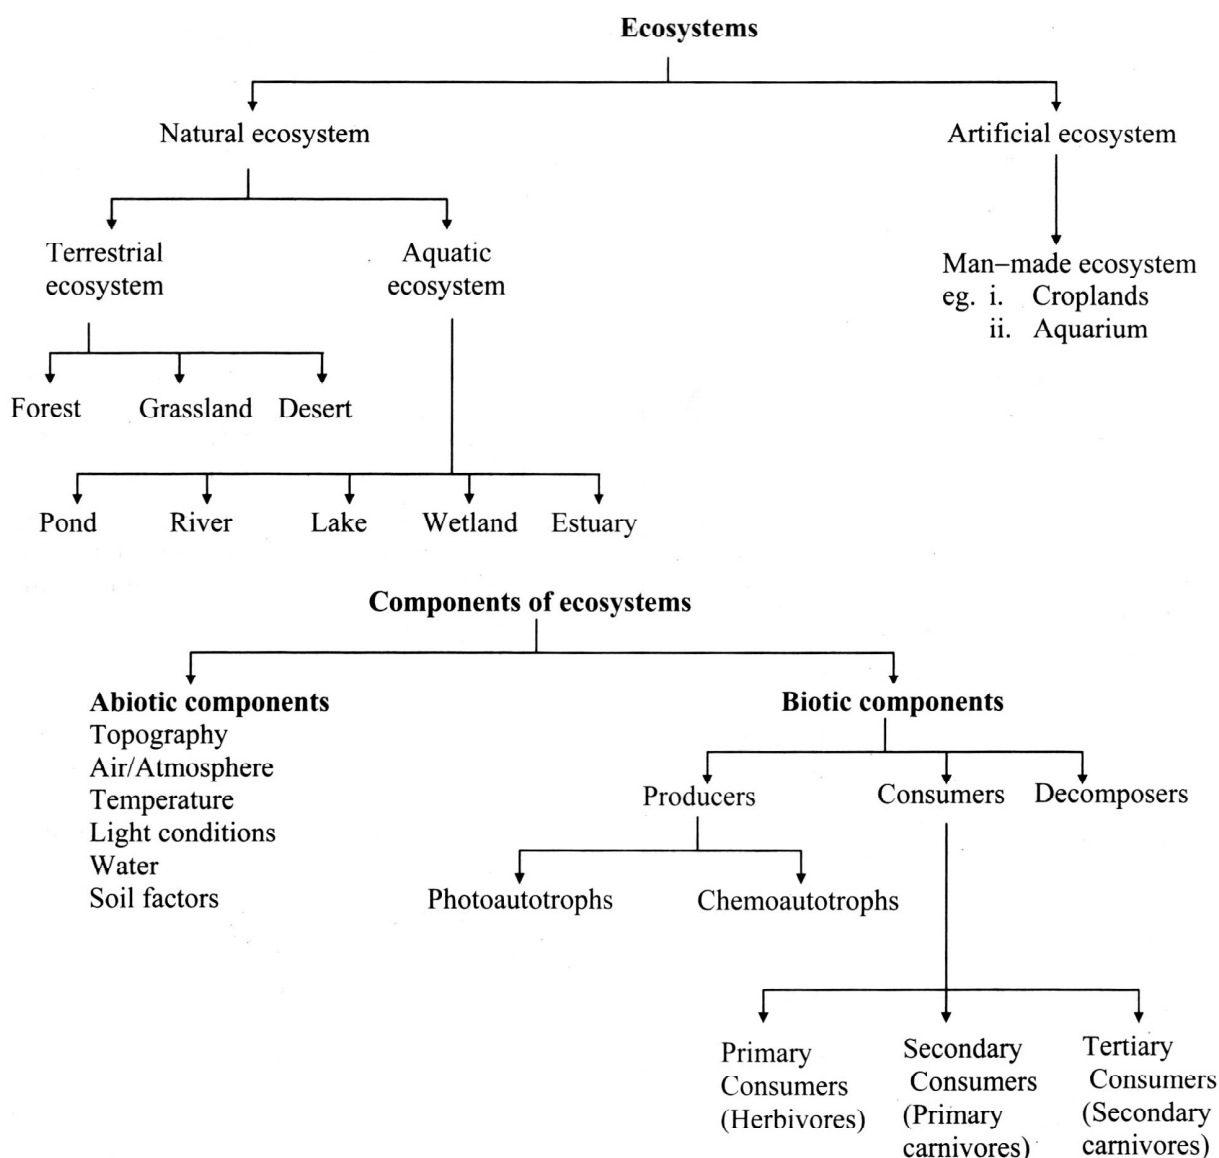 Ecosystems
Natural ecosystem
Artificial ecosystem
Terrestrial
ecosystem
Aquatic
ecosystem
Man–made ecosystem
eg. i. Croplands
ii. Aquarium
Forest
Grassland
Desert
Pond
River
Lake
Wetland
Estuary
Components of ecosystems
Abiotic components
Topography
Air/Atmosphere
Temperature
Light conditions
Water
Soil factors
Biotic components
Producers
Consumers
Decomposers
Photoautotrophs
Chemoautotrophs
Primary
Consumers
(Herbivores)
Secondary
Consumers
(Primary
carnivores)
Tertiary
Consumers
(Secondary
carnivores)